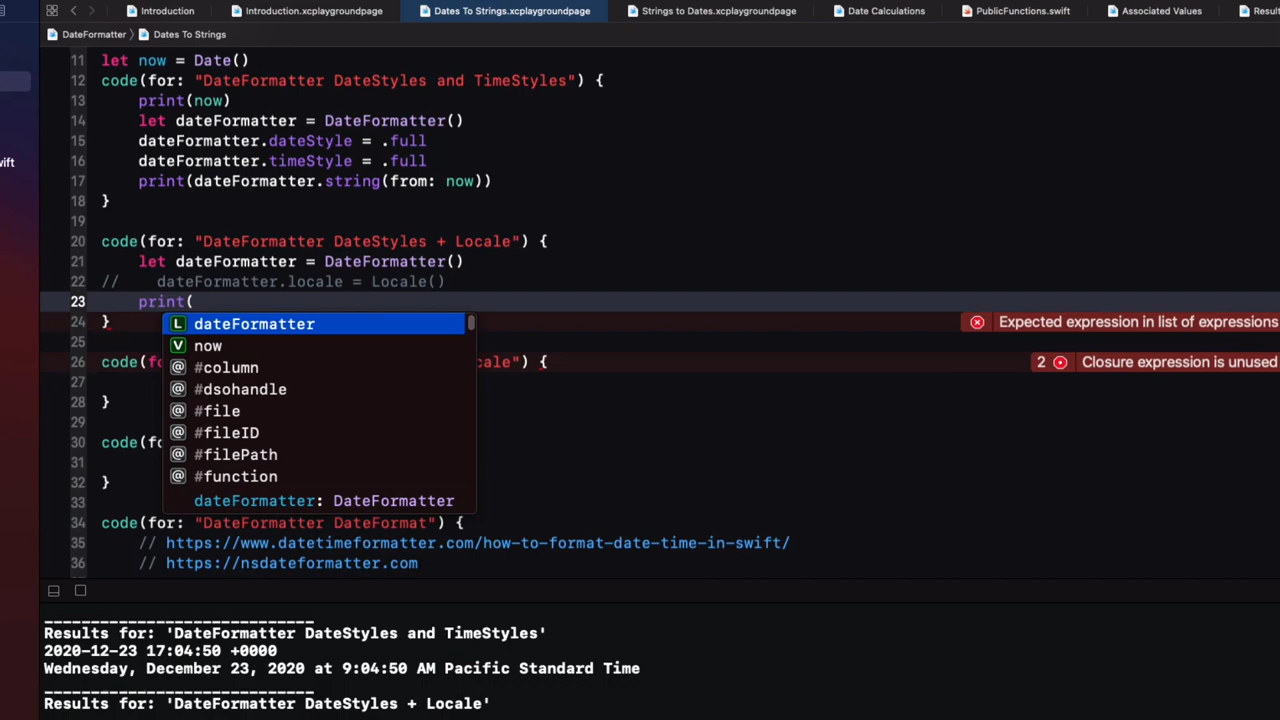 Introduction
Introduction.xcplaygroundpage
Dates To Strings.xcplaygroundpage
Strings to Dates.xcplaygroundpage
Date Calculations
PublicFunctions.swift
Associated Values
DateFormatter
Dates To Strings
11 let now = Date()
12 code(for: "DateFormatter DateStyles and TimeStyles") {
13 print(now)
14 let dateFormatter = DateFormatter()
15 dateFormatter.dateStyle = .full
16 dateFormatter.timeStyle = .full
17 print(dateFormatter.string(from: now))
18 }
19
20 code(for: "DateFormatter DateStyles + Locale") {
21 let dateFormatter = DateFormatter()
22 // dateFormatter.locale = Locale()
23 print(
24 } Expected expression in list of expressions
L dateFormatter
V now
@ #column
@ #dsohandle
@ #file
@ #fileID
@ #filePath
@ #function
dateFormatter: DateFormatter
25
26 code(fo cale") { 2 Closure expression is unused
27
28 }
29
30 code(fo
31
32 }
33
34 code(for: "DateFormatter DateFormat") {
35 // https://www.datetimeformatter.com/how-to-format-date-time-in-swift/
36 // https://nsdateformatter.com
Results for: 'DateFormatter DateStyles and TimeStyles'
2020-12-23 17:04:50 +0000
Wednesday, December 23, 2020 at 9:04:50 AM Pacific Standard Time
Results for: 'DateFormatter DateStyles + Locale'